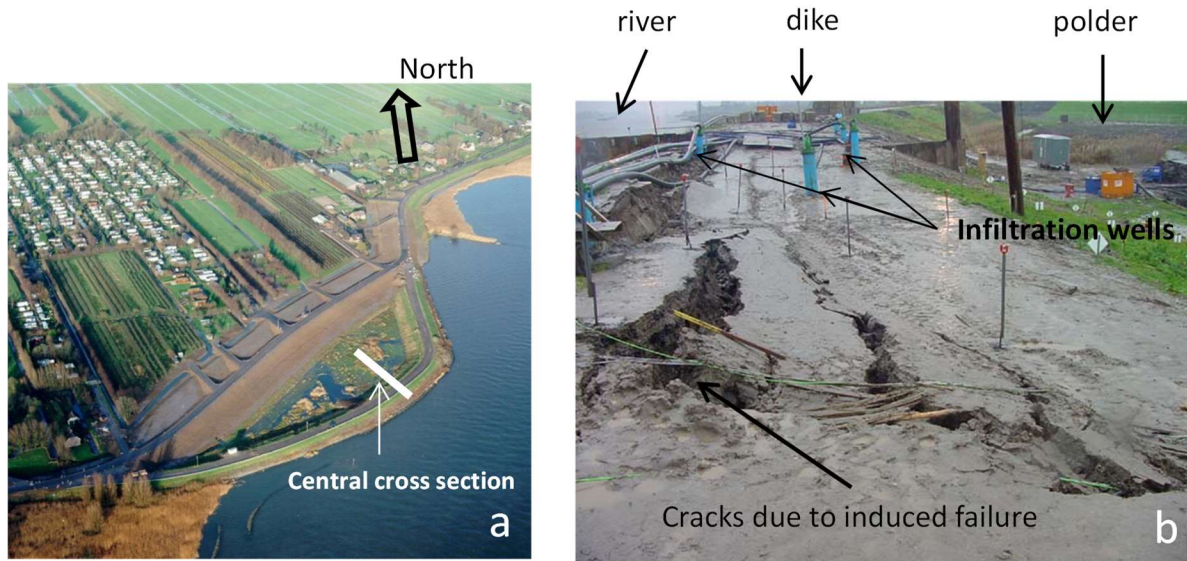 North
Central cross section
a
river
dike
polder
Infiltration wells
Cracks due to induced failure
b